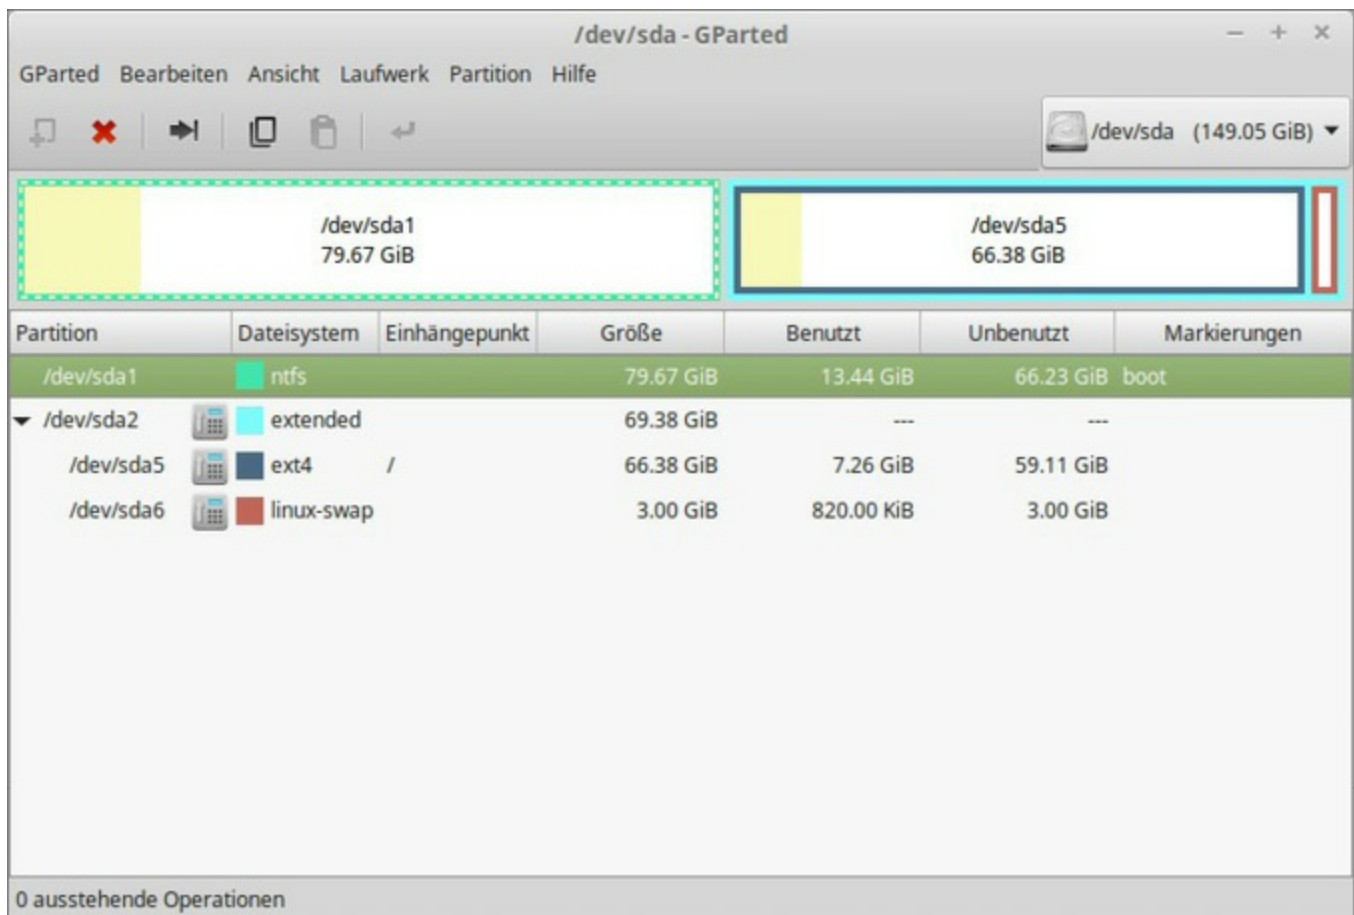 /dev/sda - GParted
GParted Bearbeiten Ansicht Laufwerk Partition Hilfe
/dev/sda (149.05 GiB)
/dev/sda1
79.67 GiB
/dev/sda5
66.38 GiB
Partition Dateisystem Einhängepunkt Größe Benutzt Unbenutzt Markierungen
/dev/sda1 ntfs 79.67 GiB 13.44 GiB 66.23 GiB boot
/dev/sda2 extended 69.38 GiB --- ---
/dev/sda5 ext4 / 66.38 GiB 7.26 GiB 59.11 GiB
/dev/sda6 linux-swap 3.00 GiB 820.00 KiB 3.00 GiB
0 ausstehende Operationen